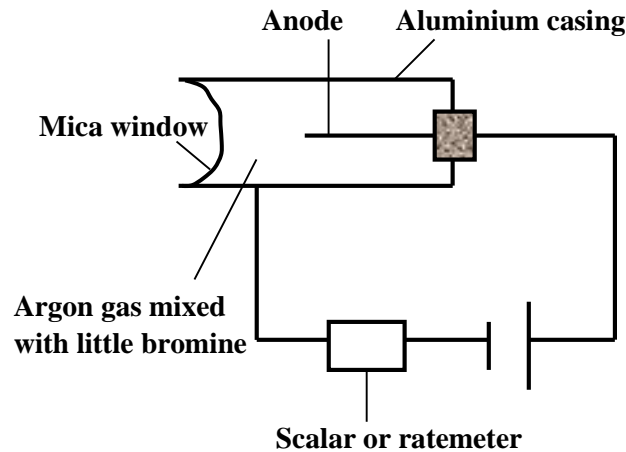 Anode
Aluminium casing
Mica window
Argon gas mixed
with little bromine
Scalar or ratemeter